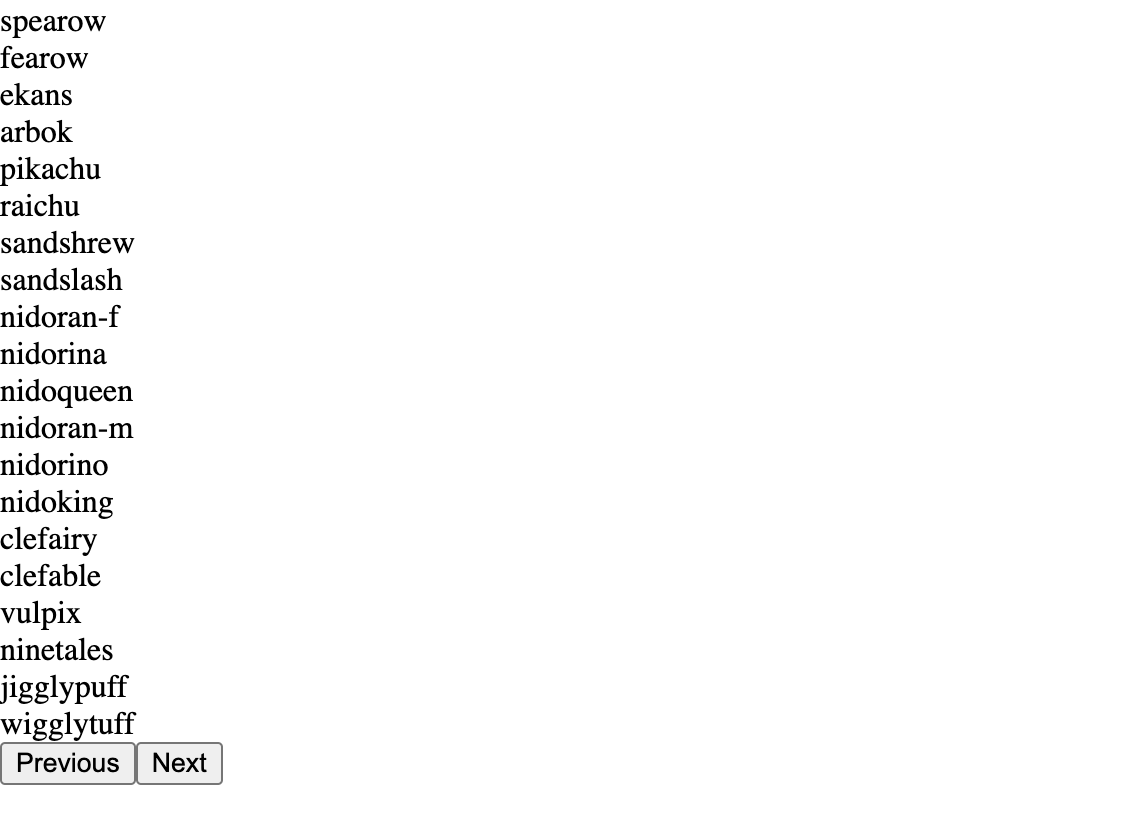 spearow
fearow
ekans
arbok
pikachu
raichu
sandshrew
sandslash
nidoran-f
nidorina
nidoqueen
nidoran-m
nidorino
nidoking
clefairy
clefable
vulpix
ninetales
jigglypuff
wigglytuff
Previous Next